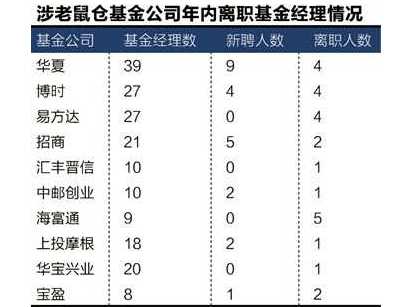 涉老鼠仓基金公司年内离职基金经理情况
基金公司 基金经理数 新聘人数 离职人数
华夏 39 9 4
博时 27 4 4
易方达 27 0 4
招商 21 5 2
汇丰晋信 10 0 1
中邮创业 10 2 1
海富通 9 0 5
上投摩根 18 2 1
华宝兴业 20 0 1
宝盈 8 1 2